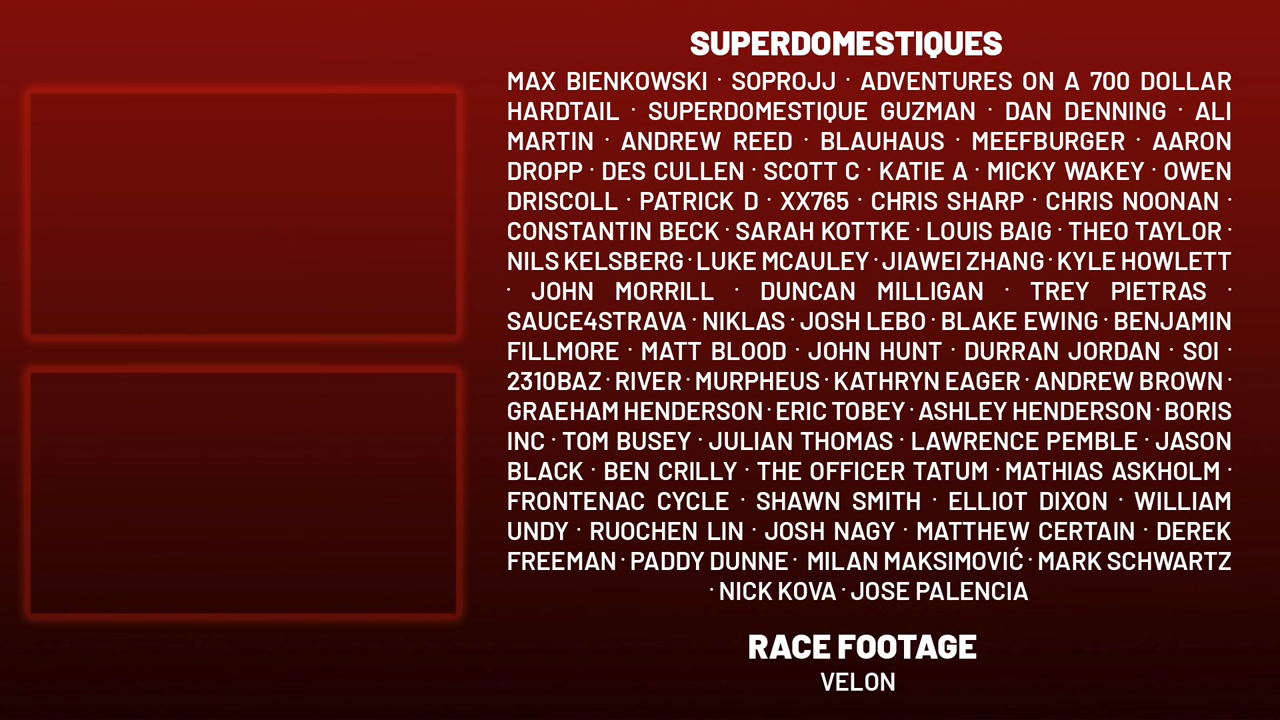 SUPERDOMESTIQUES
MAX BIENKOWSKI · SOPROJJ · ADVENTURES ON A 700 DOLLAR
HARDTAIL · SUPERDOMESTIQUE GUZMAN · DAN DENNING · ALI
MARTIN · ANDREW REED · BLAUHAUS · MEEFBURGER · AARON
DROPP · DES CULLEN · SCOTT C · KATIE A · MICKY WAKEY · OWEN
DRISCOLL · PATRICK D · XX765 · CHRIS SHARP · CHRIS NOONAN ·
CONSTANTIN BECK · SARAH KOTTKE · LOUIS BAIG · THEO TAYLOR ·
NILS KELSBERG · LUKE MCAULEY · JIAWEI ZHANG · KYLE HOWLETT
· JOHN MORRILL · DUNCAN MILLIGAN · TREY PIETRAS ·
SAUCE4STRAVA · NIKLAS · JOSH LEBO · BLAKE EWING · BENJAMIN
FILLMORE · MATT BLOOD · JOHN HUNT · DURRAN JORDAN · SOI ·
2310BAZ · RIVER · MURPHEUS · KATHRYN EAGER · ANDREW BROWN ·
GRAEHAM HENDERSON · ERIC TOBEY · ASHLEY HENDERSON · BORIS
INC · TOM BUSEY · JULIAN THOMAS · LAWRENCE PEMBLE · JASON
BLACK · BEN CRILLY · THE OFFICER TATUM · MATHIAS ASKHOLM ·
FRONTENAC CYCLE · SHAWN SMITH · ELLIOT DIXON · WILLIAM
UNDY · RUOCHEN LIN · JOSH NAGY · MATTHEW CERTAIN · DEREK
FREEMAN · PADDY DUNNE · MILAN MAKSIMOVIĆ · MARK SCHWARTZ
· NICK KOVA · JOSE PALENCIA
RACE FOOTAGE
VELON